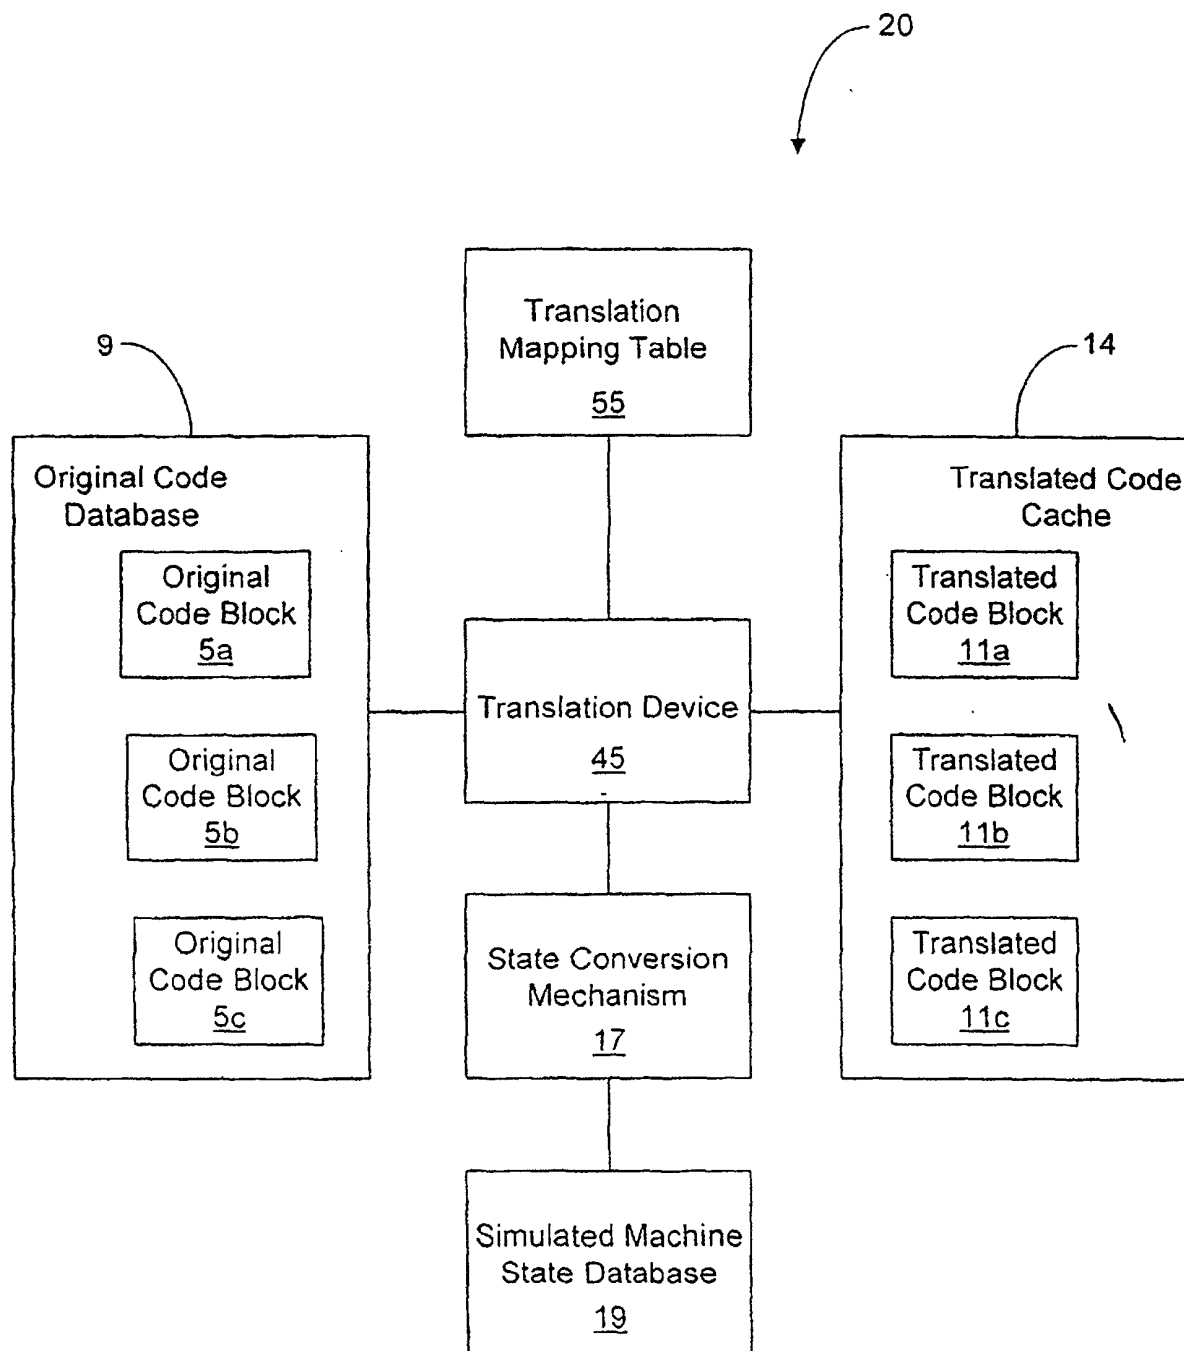 20
Translation
Mapping Table
55
9
14
Original Code
Database
Original
Code Block
5a
Original
Code Block
5b
Original
Code Block
5c
Translation Device
45
State Conversion
Mechanism
17
Simulated Machine
State Database
19
Translated Code
Cache
Translated
Code Block
11a
Translated
Code Block
11b
Translated
Code Block
11c